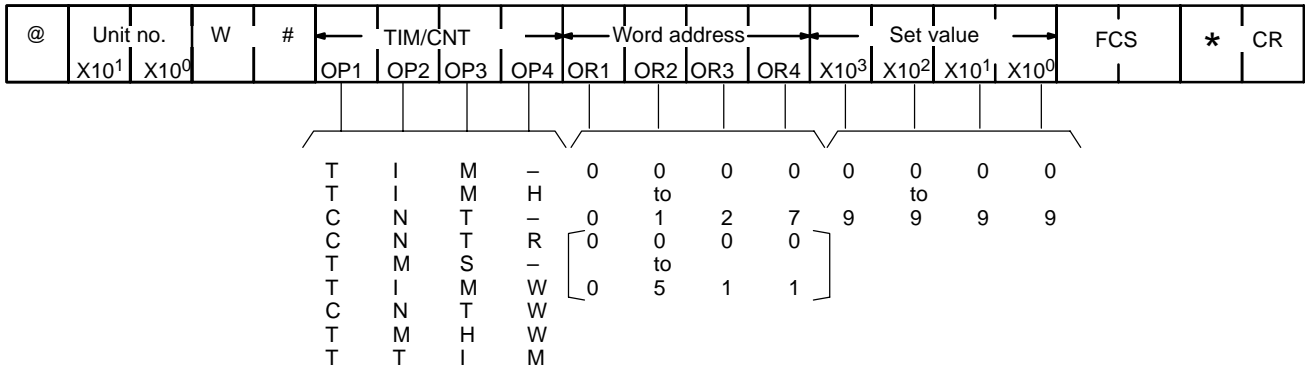 @ Unit no. W # TIM/CNT Word address Set value FCS * CR
X10¹ X10⁰ OP1 OP2 OP3 OP4 OR1 OR2 OR3 OR4 X10³ X10² X10¹ X10⁰
T I M – 0 0 0 0 0 0 0 0
T I M H to to
C N T – 0 1 2 7 9 9 9 9
C N T R 0 0 0 0
T M S – to
T I M W 0 5 1 1
C N T W
T M H W
T T I M